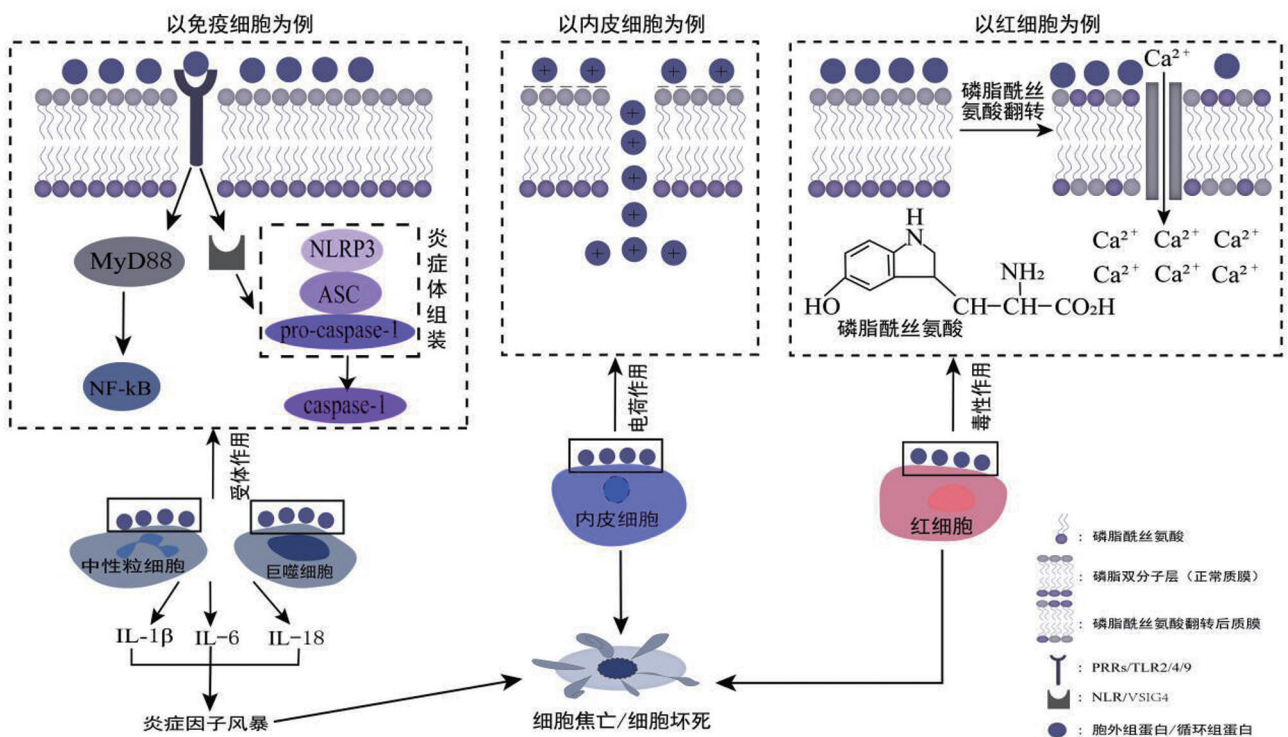 以免疫细胞为例
MyD88
NF-kB
NLRP3
ASC
pro-caspase-1
炎症体组装
caspase-1
受体作用
中性粒细胞
巨噬细胞
IL-1β
IL-6
IL-18
炎症因子风暴
以内皮细胞为例
+ +
+
+
+
+
+ + +
电荷作用
内皮细胞
细胞焦亡/细胞坏死
以红细胞为例
磷脂酰丝
氨酸翻转
Ca²⁺
Ca²⁺ Ca²⁺ Ca²⁺
Ca²⁺ Ca²⁺ Ca²⁺
H
N
HO
NH₂
CH—CH—CO₂H
磷脂酰丝氨酸
毒性作用
红细胞
: 磷脂酰丝氨酸
: 磷脂双分子层（正常质膜）
: 磷脂酰丝氨酸翻转后质膜
: PRRs/TLR2/4/9
: NLR/VSIG4
: 胞外组蛋白/循环组蛋白